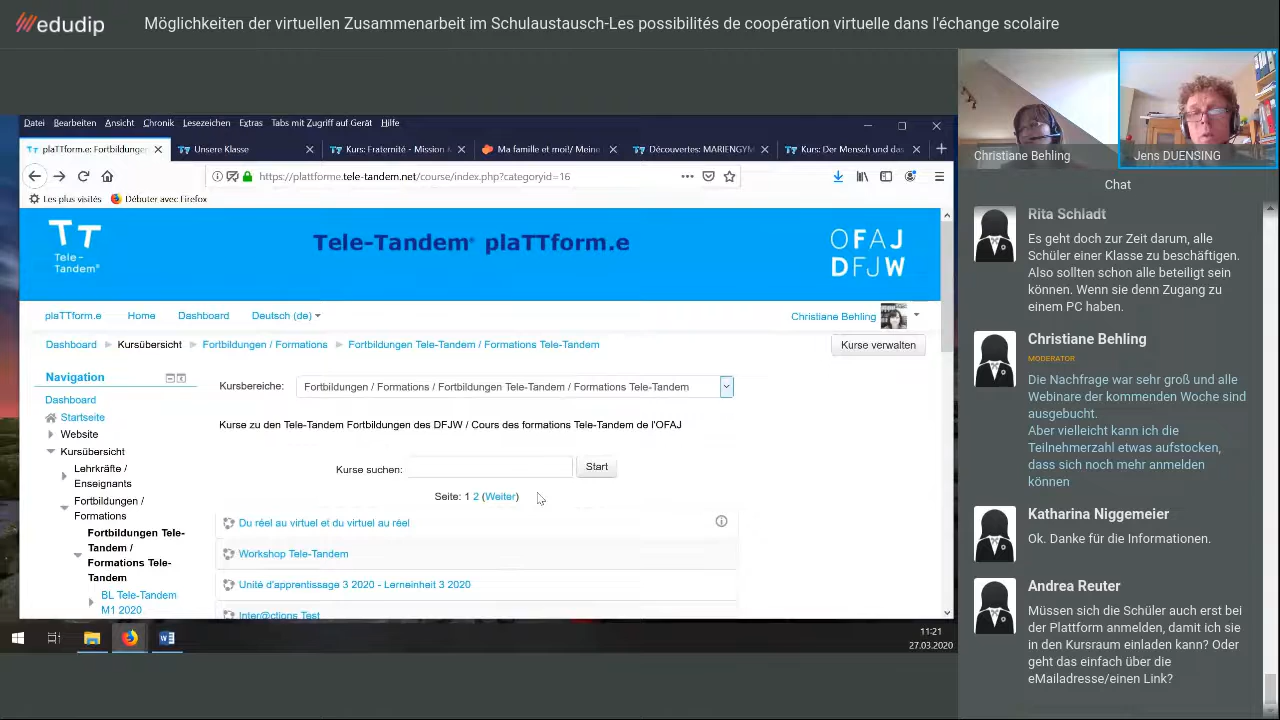 edudip
Möglichkeiten der virtuellen Zusammenarbeit im Schulaustausch-Les possibilités de coopération virtuelle dans l'échange scolaire
Datei Bearbeiten Ansicht Chronik Lesezeichen Extras Tabs mit Zugriff auf Gerät Hilfe
plaTTform.e: Fortbildungen
Unsere Klasse
Kurs: Fraternité - Mission M
Ma famille et moi!/ Meine
Découvertes: MARIENGYM
Kurs: Der Mensch und das
https://plattforme.tele-tandem.net/course/index.php?categoryid=16
Les plus visités
Débuter avec Firefox
TT
Tele-
Tandem®
Tele-Tandem® plaTTform.e
OFAJ
DFJW
plaTTform.e Home Dashboard Deutsch (de)
Christiane Behling
Dashboard Kursübersicht Fortbildungen / Formations Fortbildungen Tele-Tandem / Formations Tele-Tandem
Kurse verwalten
Navigation
Dashboard
Startseite
Website
Kursübersicht
Lehrkräfte /
Enseignants
Fortbildungen /
Formations
Fortbildungen Tele-
Tandem /
Formations Tele-
Tandem
BL Tele-Tandem
M1 2020
Kursbereiche:
Fortbildungen / Formations / Fortbildungen Tele-Tandem / Formations Tele-Tandem
Kurse zu den Tele-Tandem Fortbildungen des DFJW / Cours des formations Tele-Tandem de l'OFAJ
Kurse suchen:
Start
Seite: 1 2 (Weiter)
Du réel au virtuel et du virtuel au réel
Workshop Tele-Tandem
Unité d'apprentissage 3 2020 - Lerneinheit 3 2020
Inter@ctions Test
11:21
27.03.2020
Christiane Behling
Jens DUENSING
Chat
Rita Schladt
Es geht doch zur Zeit darum, alle
Schüler einer Klasse zu beschäftigen.
Also sollten schon alle beteiligt sein
können. Wenn sie denn Zugang zu
einem PC haben.
Christiane Behling
MODERATOR
Die Nachfrage war sehr groß und alle
Webinare der kommenden Woche sind
ausgebucht.
Aber vielleicht kann ich die
Teilnehmerzahl etwas aufstocken,
dass sich noch mehr anmelden
können
Katharina Niggemeier
Ok. Danke für die Informationen.
Andrea Reuter
Müssen sich die Schüler auch erst bei
der Plattform anmelden, damit ich sie
in den Kursraum einladen kann? Oder
geht das einfach über die
eMailadresse/einen Link?